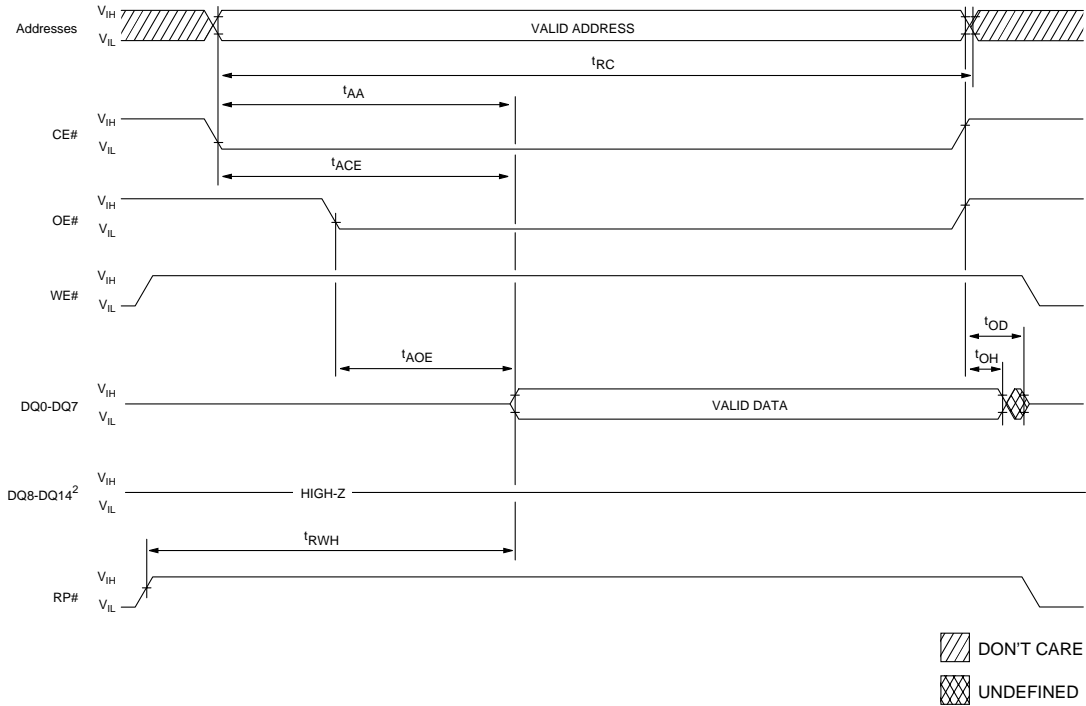 Addresses VIH VALID ADDRESS
VIL
tRC
tAA
CE# VIH
VIL
tACE
OE# VIH
VIL
WE# VIH
VIL
tOD
tAOE
tOH
DQ0-DQ7 VIH VALID DATA
VIL
DQ8-DQ14² VIH HIGH-Z
VIL
tRWH
RP# VIH
VIL
DON'T CARE
UNDEFINED